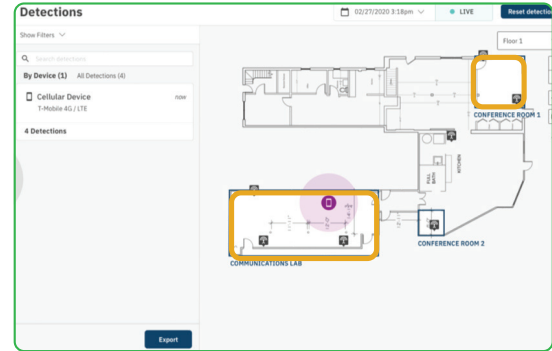 Detections
02/27/2020 3:18pm
LIVE
Reset detectio
Show Filters
Floor 1
Search detections
By Device (1) All Detections (4)
Cellular Device now
T-Mobile 4G / LTE
4 Detections
CONFERENCE ROOM 1
KITCHEN
FULL BATH
CONFERENCE ROOM 2
COMMUNICATIONS LAB
Export